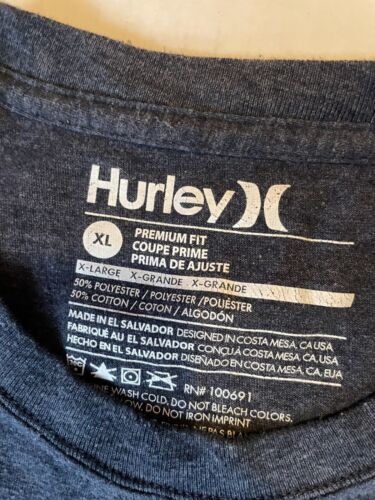 Hurley
XL
PREMIUM FIT
COUPE PRIME
PRIMA DE AJUSTE
X-LARGE X-GRANDE X-GRANDE
50% POLYESTER / POLYESTER / POLIÉSTER
50% COTTON / COTON / ALGODÓN
MADE IN EL SALVADOR DESIGNED IN COSTA MESA, CA USA
FABRIQUÉ AU EL SALVADOR CONÇU À COSTA MESA, CA. USA
HECHO EN EL SALVADOR DISEÑADO EN COSTA MESA, CA, EUA
RN# 100691
WASH COLD, DO NOT BLEACH COLORS.
LOW. DO NOT IRON IMPRINT
PAS